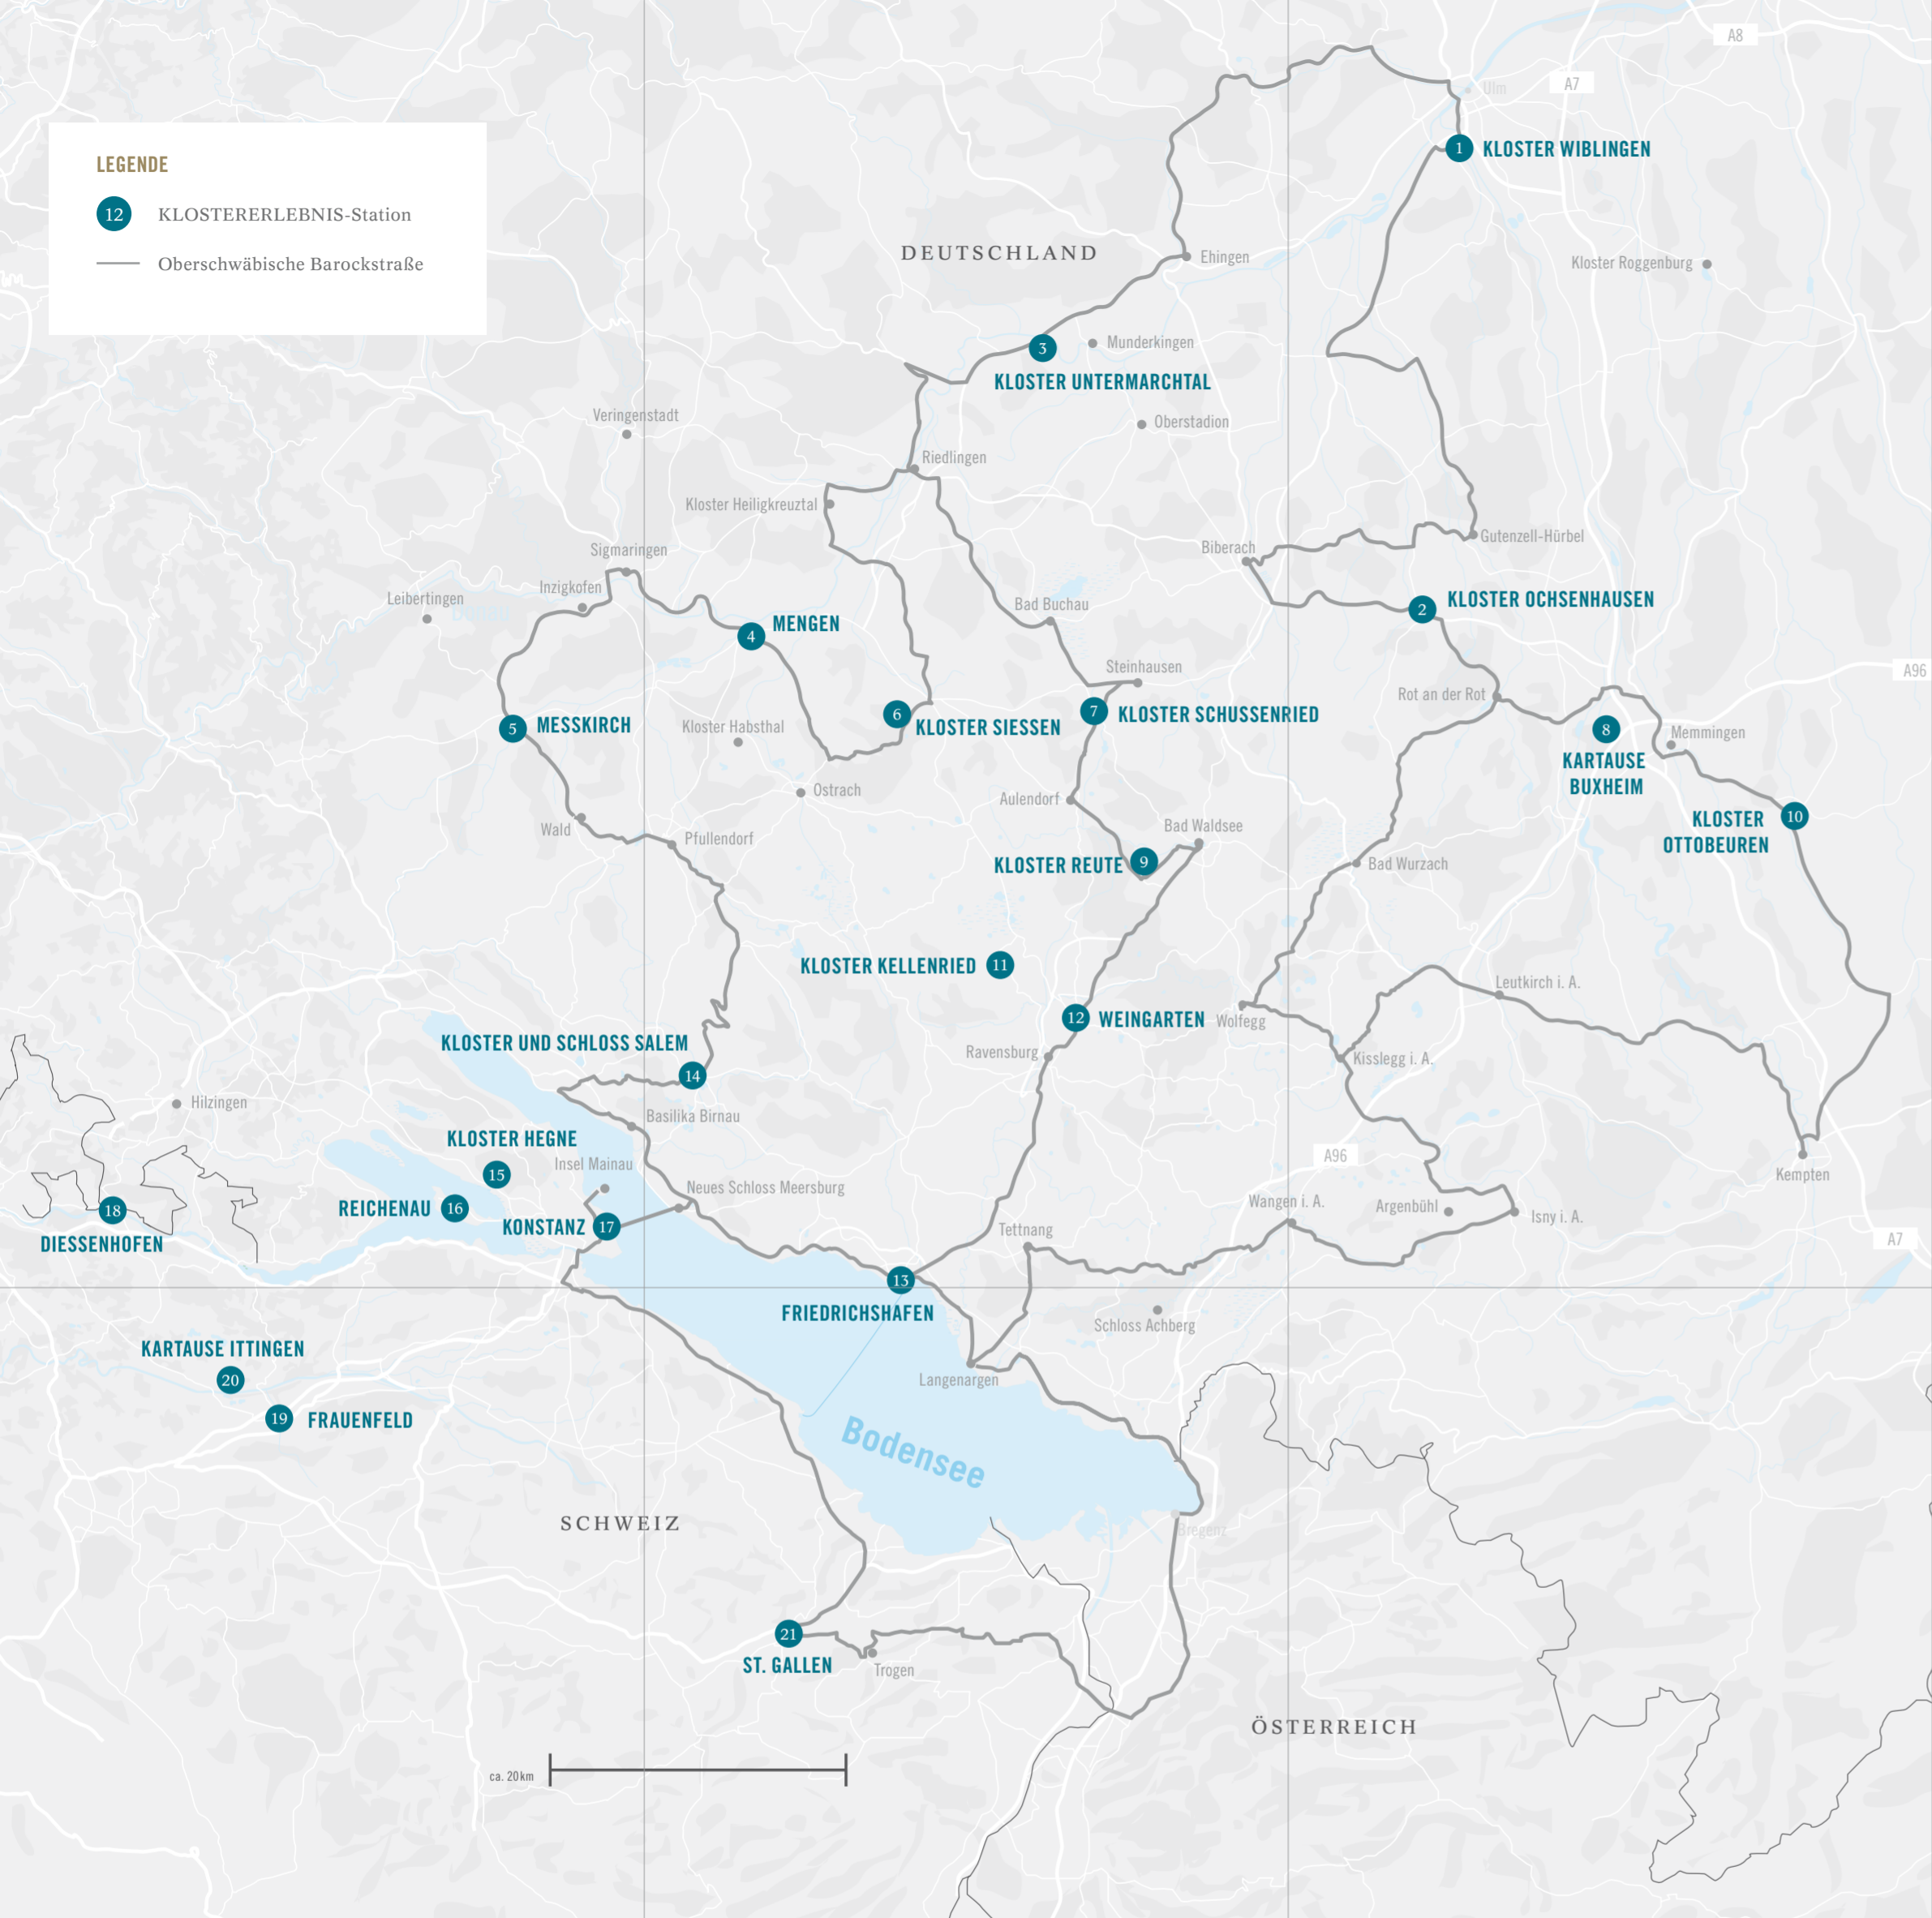 A8
Ulm
A7
1
KLOSTER WIBLINGEN
LEGENDE
12
KLOSTERERLEBNIS-Station
Oberschwäbische Barockstraße
DEUTSCHLAND
Ehingen
Kloster Roggenburg
3
Munderkingen
KLOSTER UNTERMARCHTAL
Veringenstadt
Oberstadion
Riedlingen
Kloster Heiligkreuztal
Gutenzell-Hürbel
Biberach
Sigmaringen
Inzigkofen
Leibertingen
Donau
Bad Buchau
KLOSTER OCHSENHAUSEN
2
MENGEN
4
Steinhausen
A96
Rot an der Rot
6
KLOSTER SIESSEN
7
KLOSTER SCHUSSENRIED
5
MESSKIRCH
Kloster Habsthal
8
KARTAUSE
BUXHEIM
Memmingen
Ostrach
Aulendorf
KLOSTER
OTTOBEUREN
10
Wald
Pfullendorf
Bad Waldsee
KLOSTER REUTE
9
Bad Wurzach
KLOSTER KELLENRIED
11
Leutkirch i. A.
12
WEINGARTEN
Wolfegg
KLOSTER UND SCHLOSS SALEM
14
Ravensburg
Kisslegg i. A.
Hilzingen
Basilika Birnau
KLOSTER HEGNE
15
Insel Mainau
A96
Kempten
Neues Schloss Meersburg
REICHENAU
16
KONSTANZ
17
18
DIESSENHOFEN
Wangen i. A.
Argenbühl
Isny i. A.
Tettnang
A7
13
FRIEDRICHSHAFEN
Schloss Achberg
KARTAUSE ITTINGEN
20
Langenargen
19
FRAUENFELD
Bodensee
SCHWEIZ
Bregenz
21
ST. GALLEN
Trogen
ÖSTERREICH
ca. 20 km